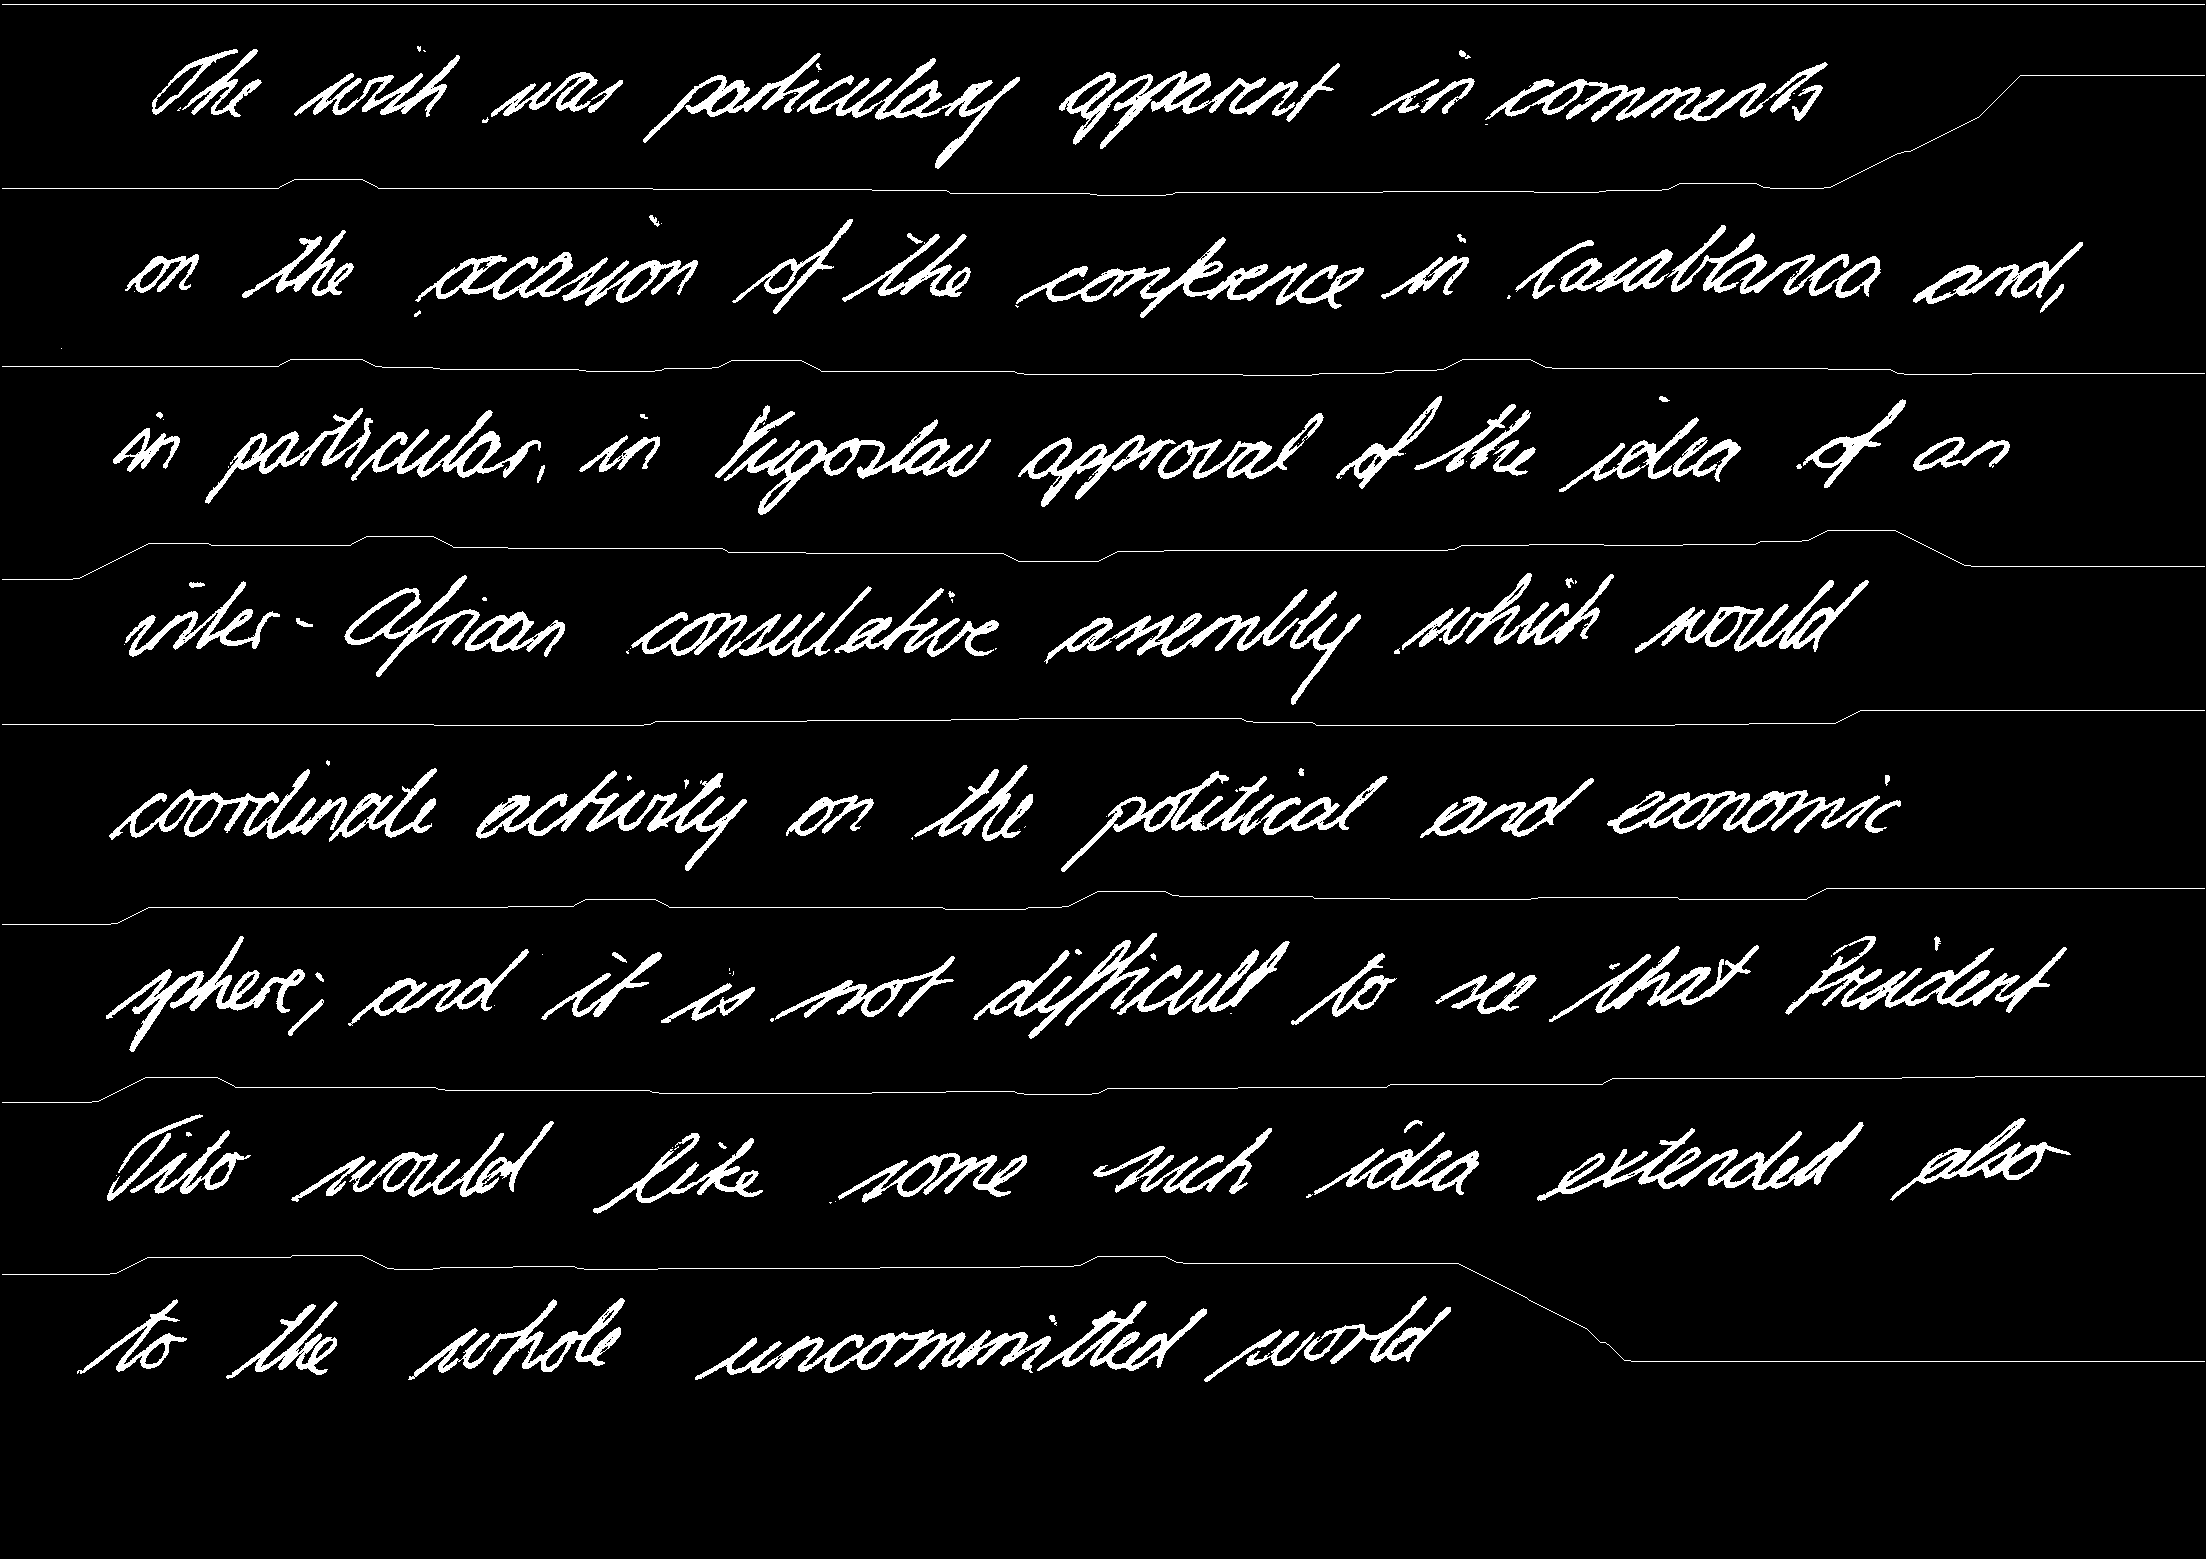 The wish was particulary apparent in comments
on the occasion of the conference in Casablanca and,
in particular, in Yugoslav approval of the idea of an
inter-African consulative assembly which would
coordinate activity on the political and economic
sphere; and it is not difficult to see that President
Tito would like some such idea extended also
to the whole uncommitted world